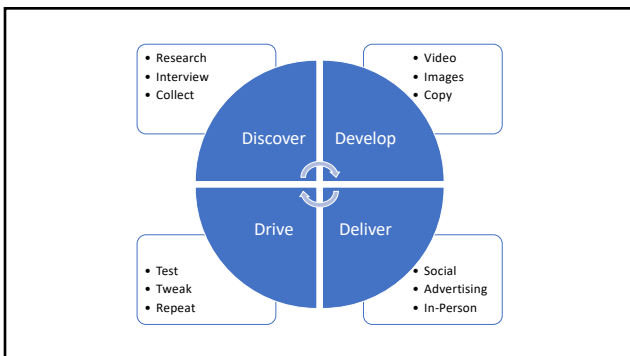 • Research
• Interview
• Collect
• Video
• Images
• Copy
Discover
Develop
Drive
Deliver
• Test
• Tweak
• Repeat
• Social
• Advertising
• In-Person